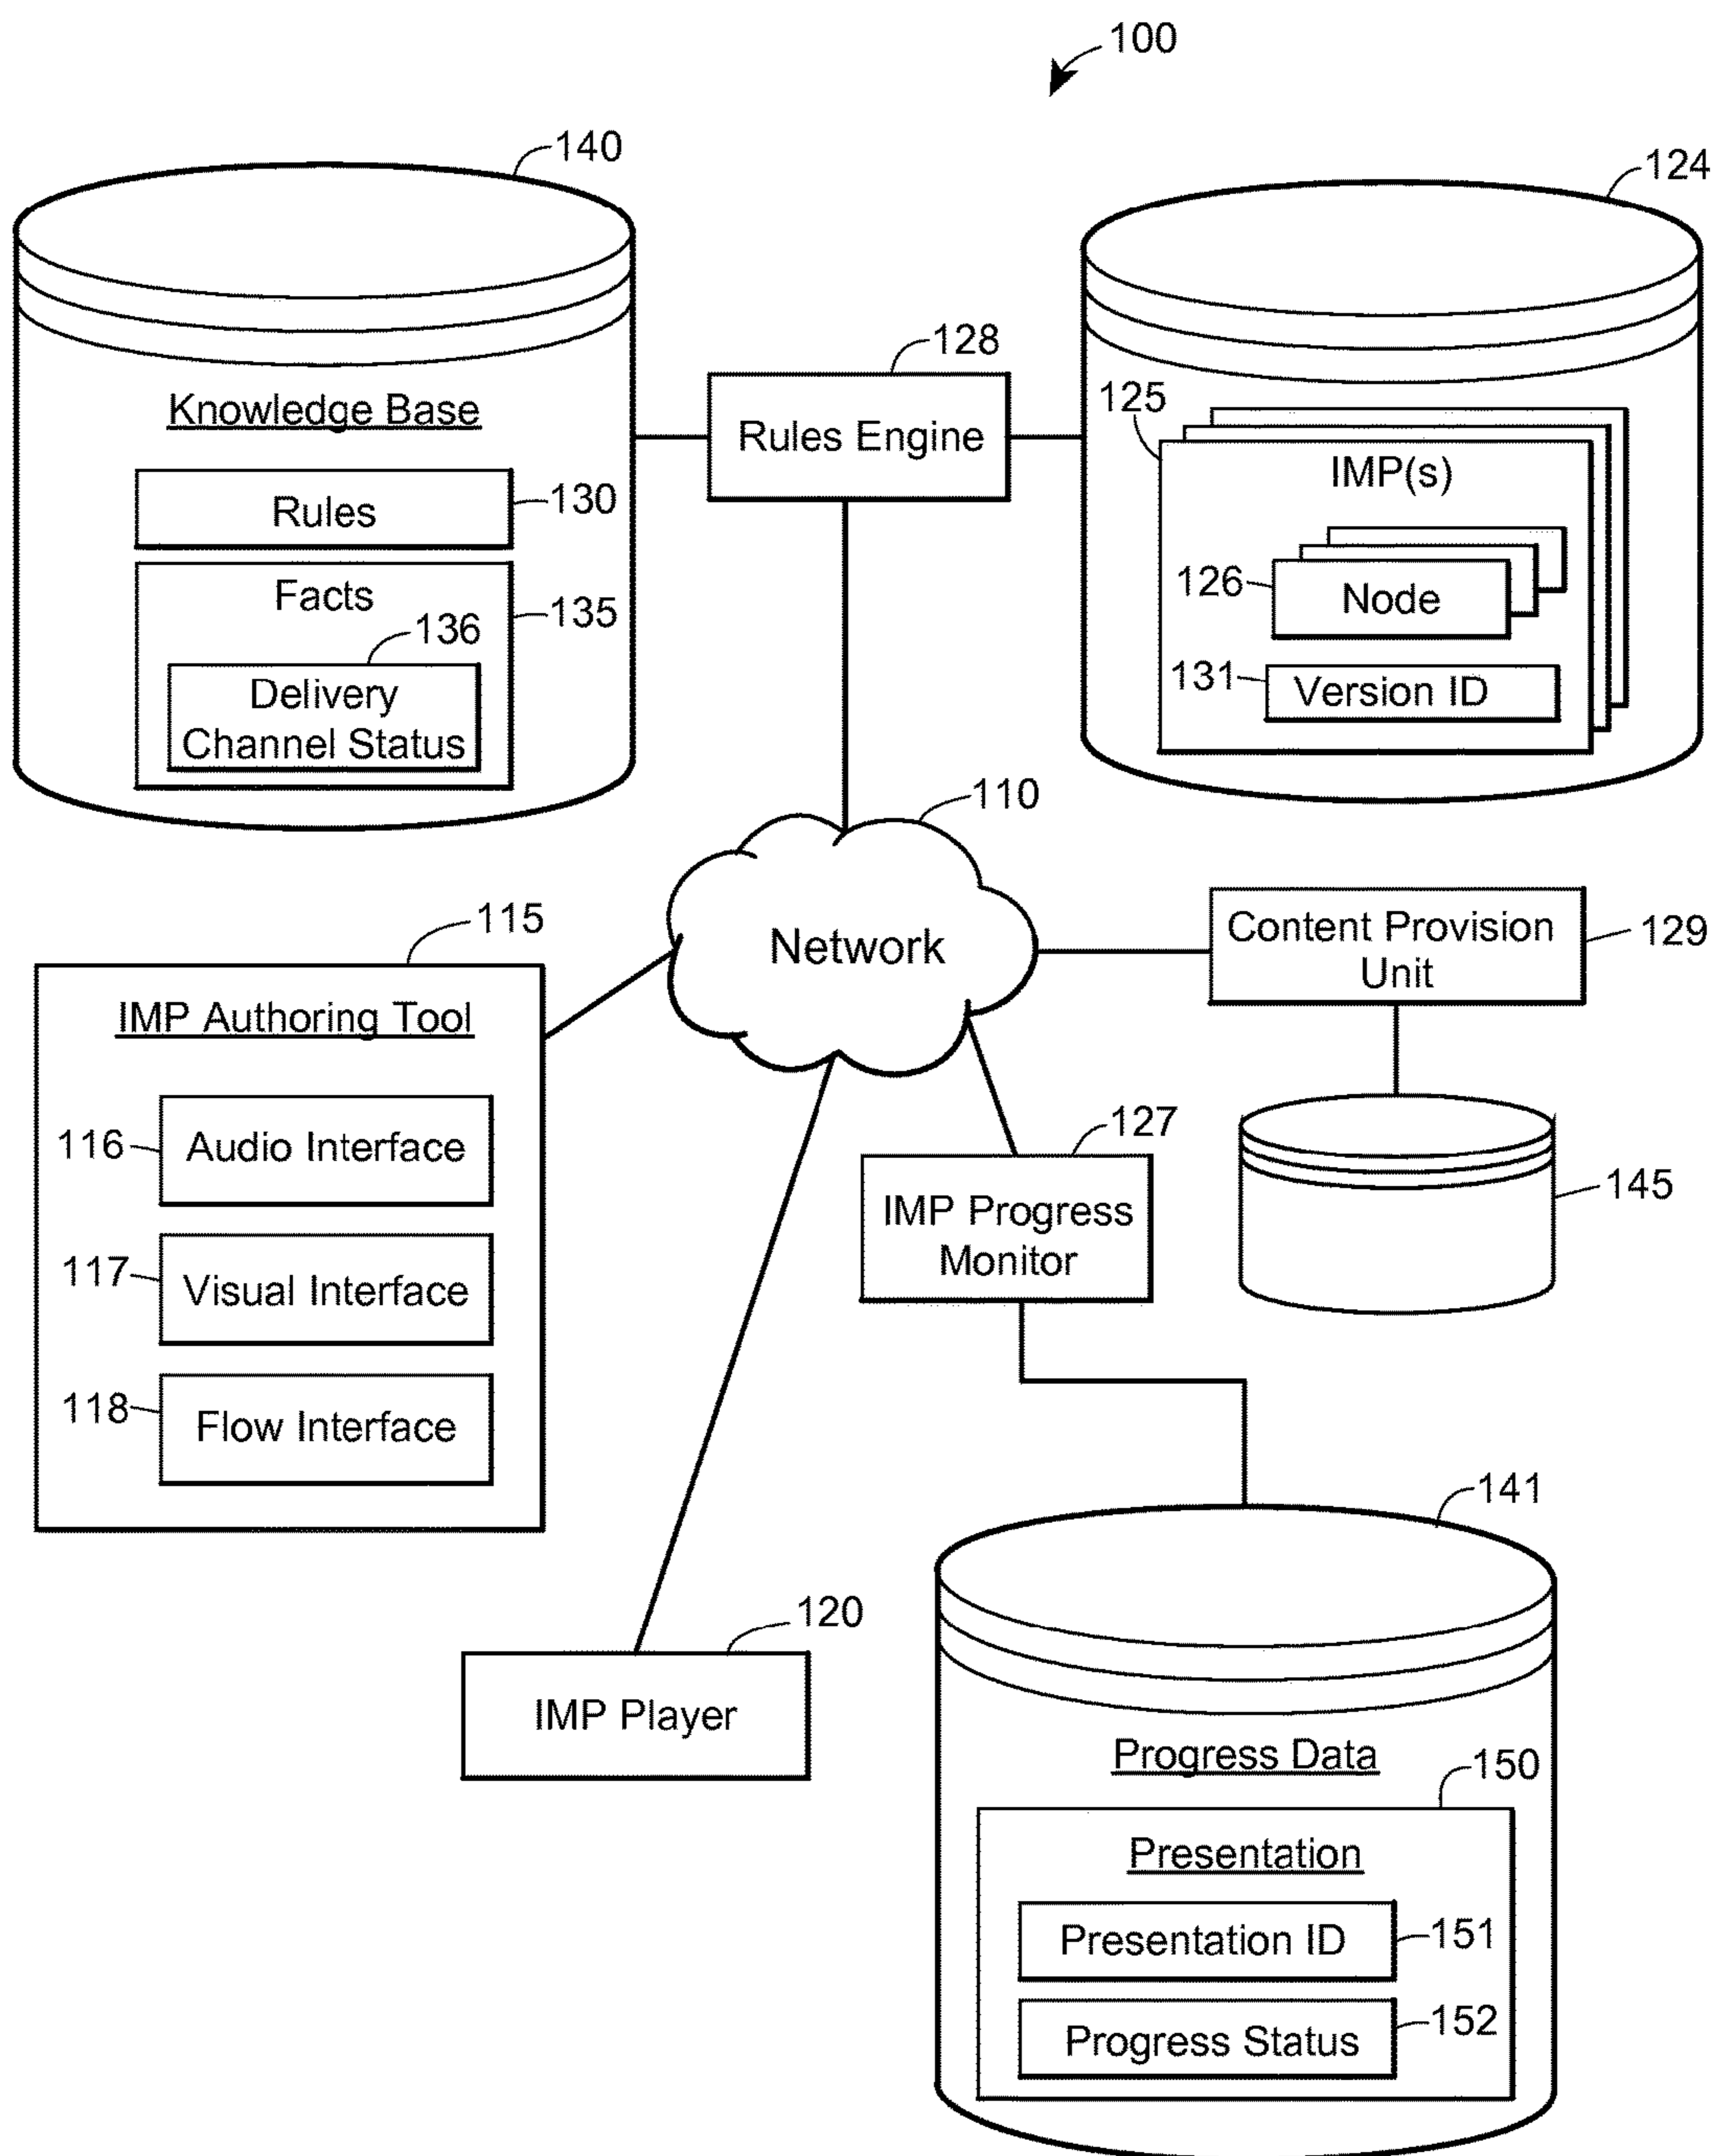 100
140
124
Knowledge Base
Rules
130
Facts
135
136
Delivery
Channel Status
128
Rules Engine
125
IMP(s)
126
Node
131
Version ID
110
Network
115
IMP Authoring Tool
116
Audio Interface
117
Visual Interface
118
Flow Interface
Content Provision
Unit
129
145
127
IMP Progress
Monitor
120
IMP Player
141
Progress Data
150
Presentation
Presentation ID
151
Progress Status
152